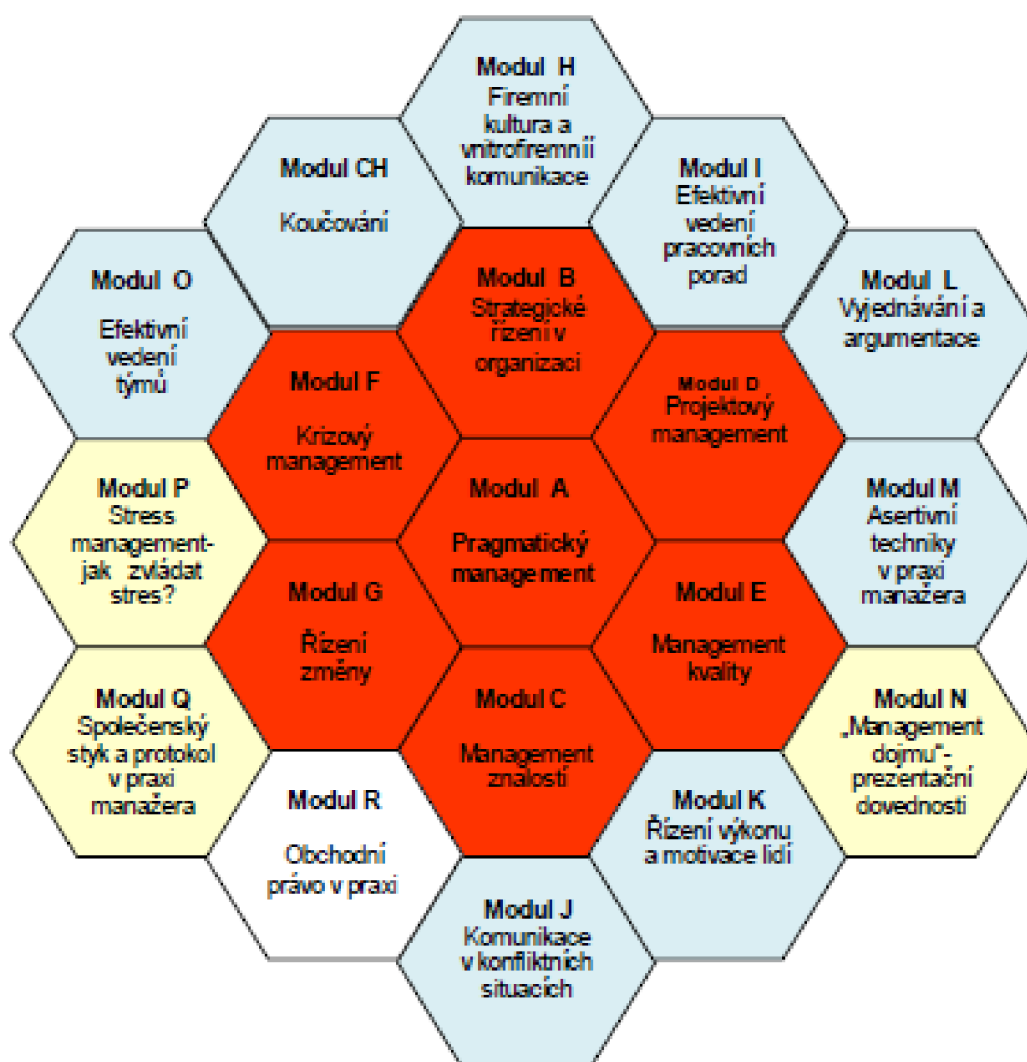 Modul H
Firemní
kultura a
vnitrofiremníí
komunikace
Modul CH
Koučování
Modul I
Efektivní
vedení
pracovních
porad
Modul O
Efektivní
vedení
týmů
Modul B
Strategické
řízení v
organizaci
Modul L
Vyjednávání a
argumentace
Modul F
Krizový
management
Modul D
Projektový
management
Modul P
Stress
management-
jak zvládat
stres?
Modul A
Pragmatický
management
Modul M
Asertivní
techniky
v praxi
manažera
Modul G
Řízení
změny
Modul E
Management
kvality
Modul Q
Společenský
styk a protokol
v praxi
manažera
Modul C
Management
znalostí
Modul N
„Management
dojmu“-
prezentační
dovednosti
Modul R
Obchodní
právo v praxi
Modul K
Řízení výkonu
a motivace lidí
Modul J
Komunikace
v konfliktních
situacích